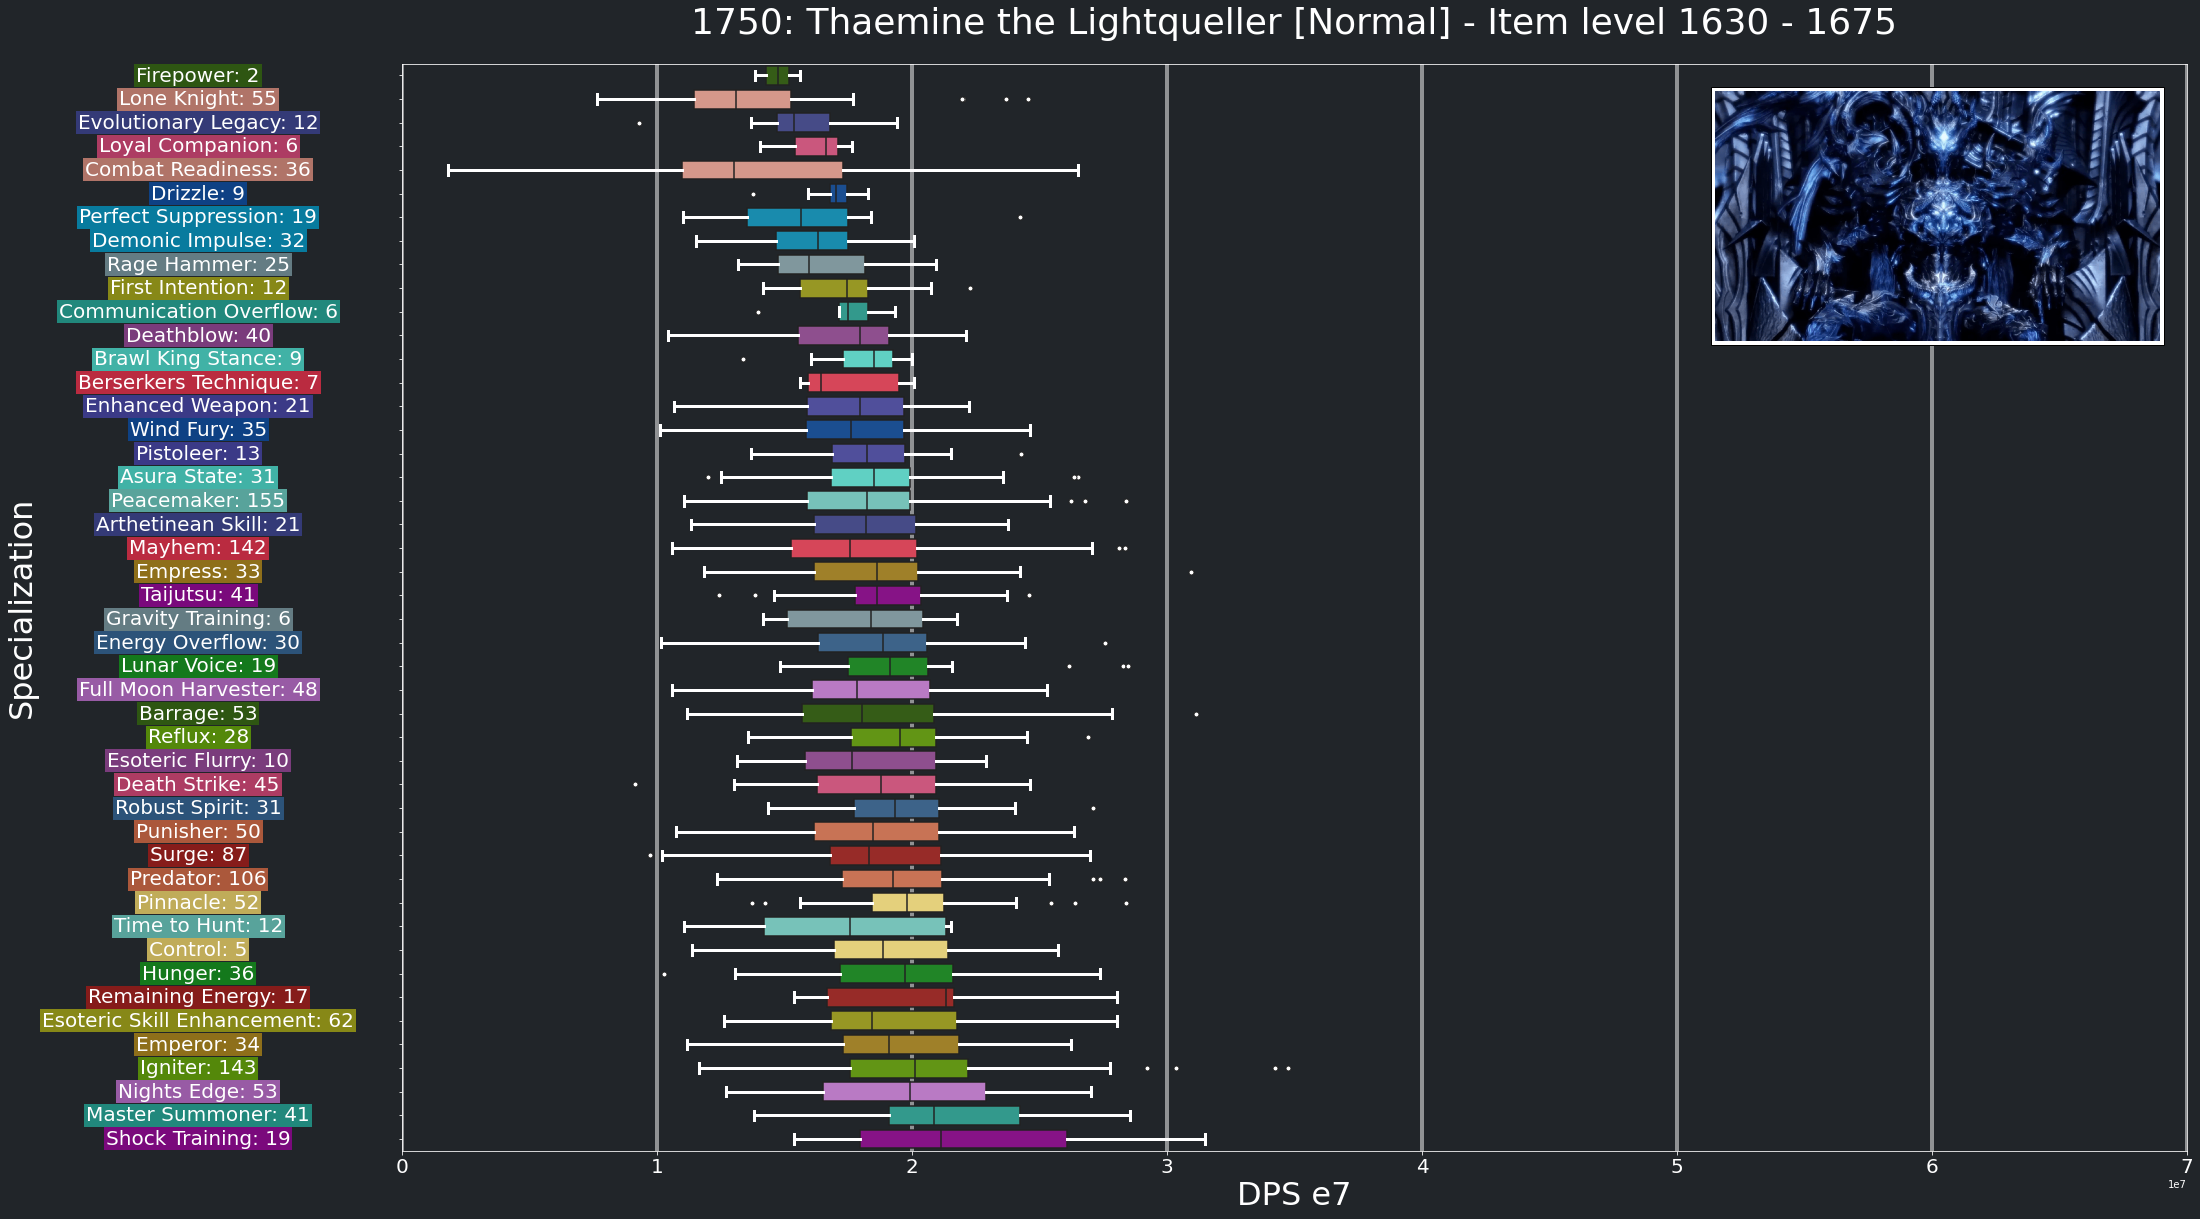 1750: Thaemine the Lightqueller [Normal] - Item level 1630 - 1675
Firepower: 2
Lone Knight: 55
Evolutionary Legacy: 12
Loyal Companion: 6
Combat Readiness: 36
Drizzle: 9
Perfect Suppression: 19
Demonic Impulse: 32
Rage Hammer: 25
First Intention: 12
Communication Overflow: 6
Deathblow: 40
Brawl King Stance: 9
Berserkers Technique: 7
Enhanced Weapon: 21
Wind Fury: 35
Pistoleer: 13
Asura State: 31
Peacemaker: 155
Arthetinean Skill: 21
Mayhem: 142
Empress: 33
Taijutsu: 41
Gravity Training: 6
Energy Overflow: 30
Lunar Voice: 19
Full Moon Harvester: 48
Barrage: 53
Reflux: 28
Esoteric Flurry: 10
Death Strike: 45
Robust Spirit: 31
Punisher: 50
Surge: 87
Predator: 106
Pinnacle: 52
Time to Hunt: 12
Control: 5
Hunger: 36
Remaining Energy: 17
Esoteric Skill Enhancement: 62
Emperor: 34
Igniter: 143
Nights Edge: 53
Master Summoner: 41
Shock Training: 19
Specialization
0 1 2 3 4 5 6 7
1e7
DPS e7